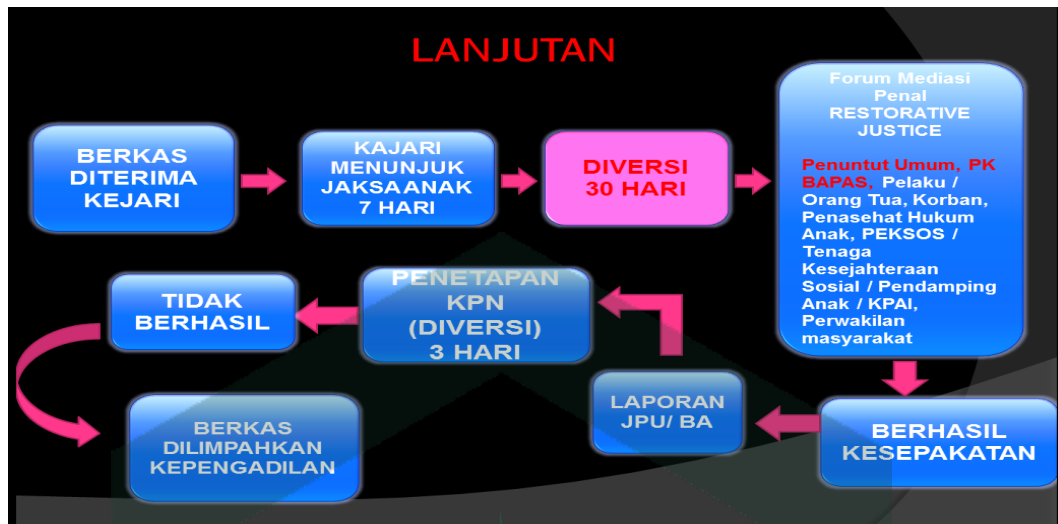 LANJUTAN
BERKAS
DITERIMA
KEJARI
KAJARI
MENUNJUK
JAKSAANAK
7 HARI
DIVERSI
30 HARI
Forum Mediasi
Penal
RESTORATIVE
JUSTICE
Penuntut Umum, PK
BAPAS, Pelaku /
Orang Tua, Korban,
Penasehat Hukum
Anak, PEKSOS /
Tenaga
Kesejahteraan
Sosial / Pendamping
Anak / KPAI,
Perwakilan
masyarakat
BERHASIL
KESEPAKATAN
LAPORAN
JPU/ BA
PENETAPAN
KPN
(DIVERSI)
3 HARI
TIDAK
BERHASIL
BERKAS
DILIMPAHKAN
KEPENGADILAN